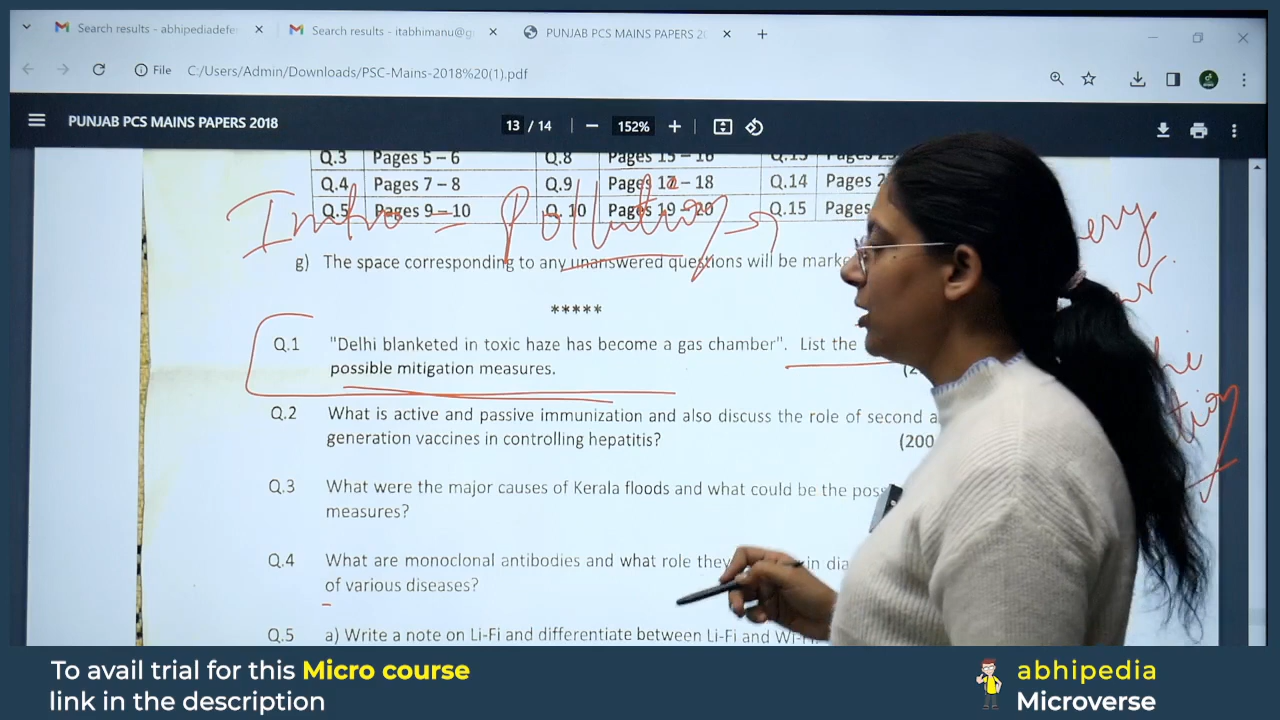 Search results - abhipediadefe
Search results - itabhimanu@g
PUNJAB PCS MAINS PAPERS 20
File C:/Users/Admin/Downloads/PSC-Mains-2018%20(1).pdf
PUNJAB PCS MAINS PAPERS 2018
13 / 14
152%
Q.3 Pages 5 – 6 Q.8 Pages 15 – 16 Q.13
Q.4 Pages 7 – 8 Q.9 Pages 17 – 18 Q.14 Pages
Q.5 Pages 9 – 10 Q. 10 Pages 19 – 20 Q.15 Pages
Intro = Pollution
g) The space corresponding to any unanswered questions will be marke
*****
Q.1 "Delhi blanketed in toxic haze has become a gas chamber". List the
possible mitigation measures.
Q.2 What is active and passive immunization and also discuss the role of second a
generation vaccines in controlling hepatitis? (200
Q.3 What were the major causes of Kerala floods and what could be the poss
measures?
Q.4 What are monoclonal antibodies and what role they in dia
of various diseases?
Q.5 a) Write a note on Li-Fi and differentiate between Li-Fi and Wi-Fi.
To avail trial for this Micro course
link in the description
abhipedia
Microverse